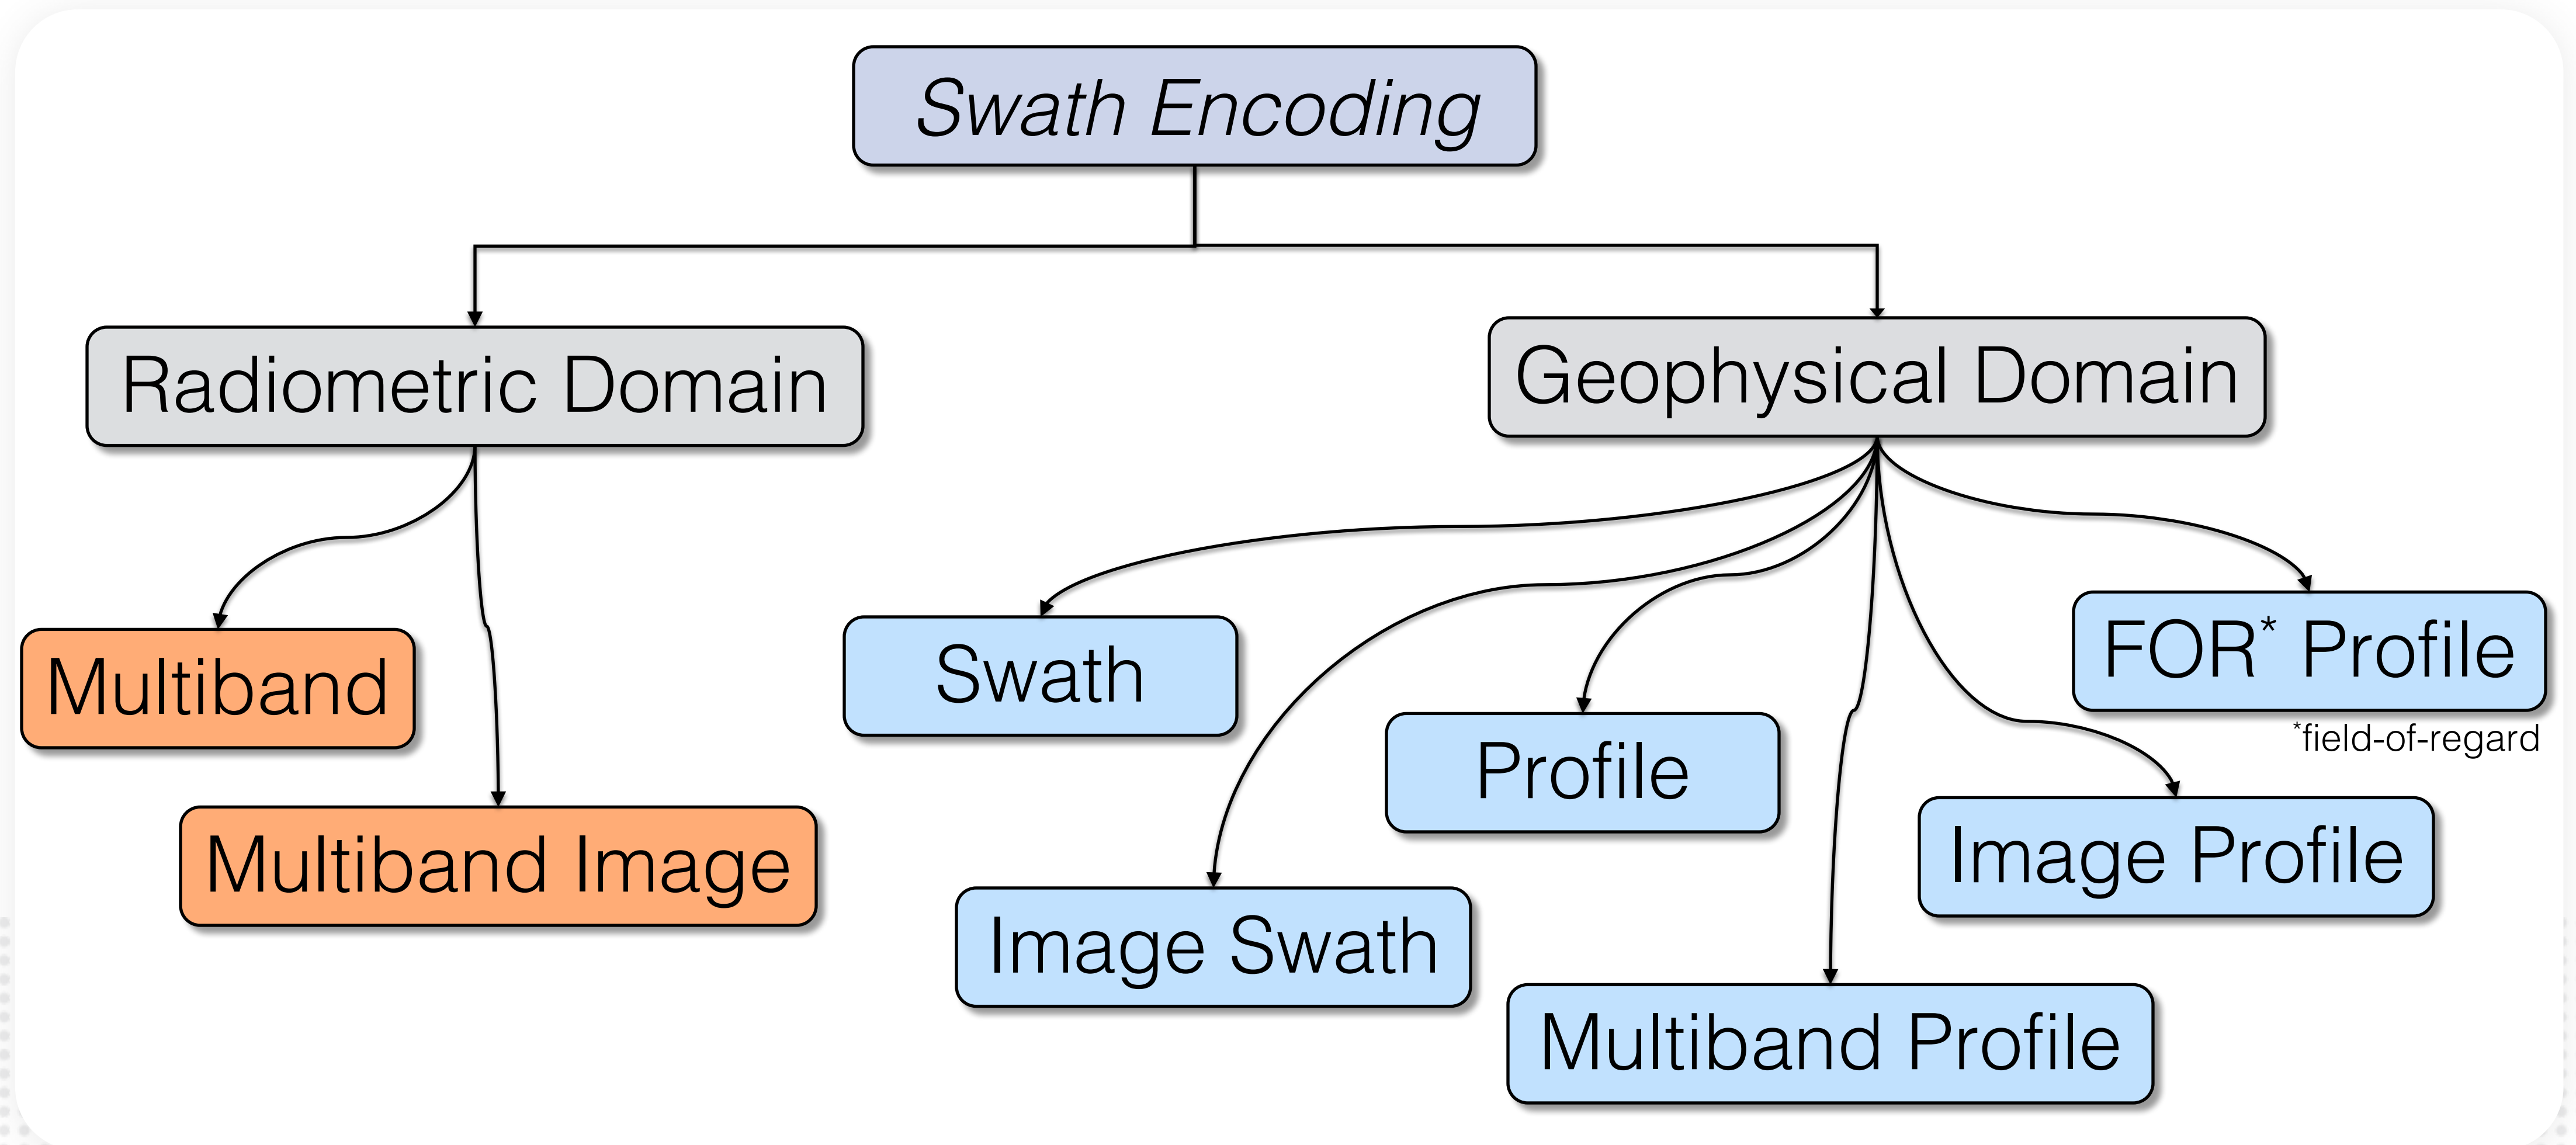 Swath Encoding
Radiometric Domain
Geophysical Domain
Multiband
Multiband Image
Swath
Image Swath
Profile
Multiband Profile
Image Profile
FOR* Profile
*field-of-regard